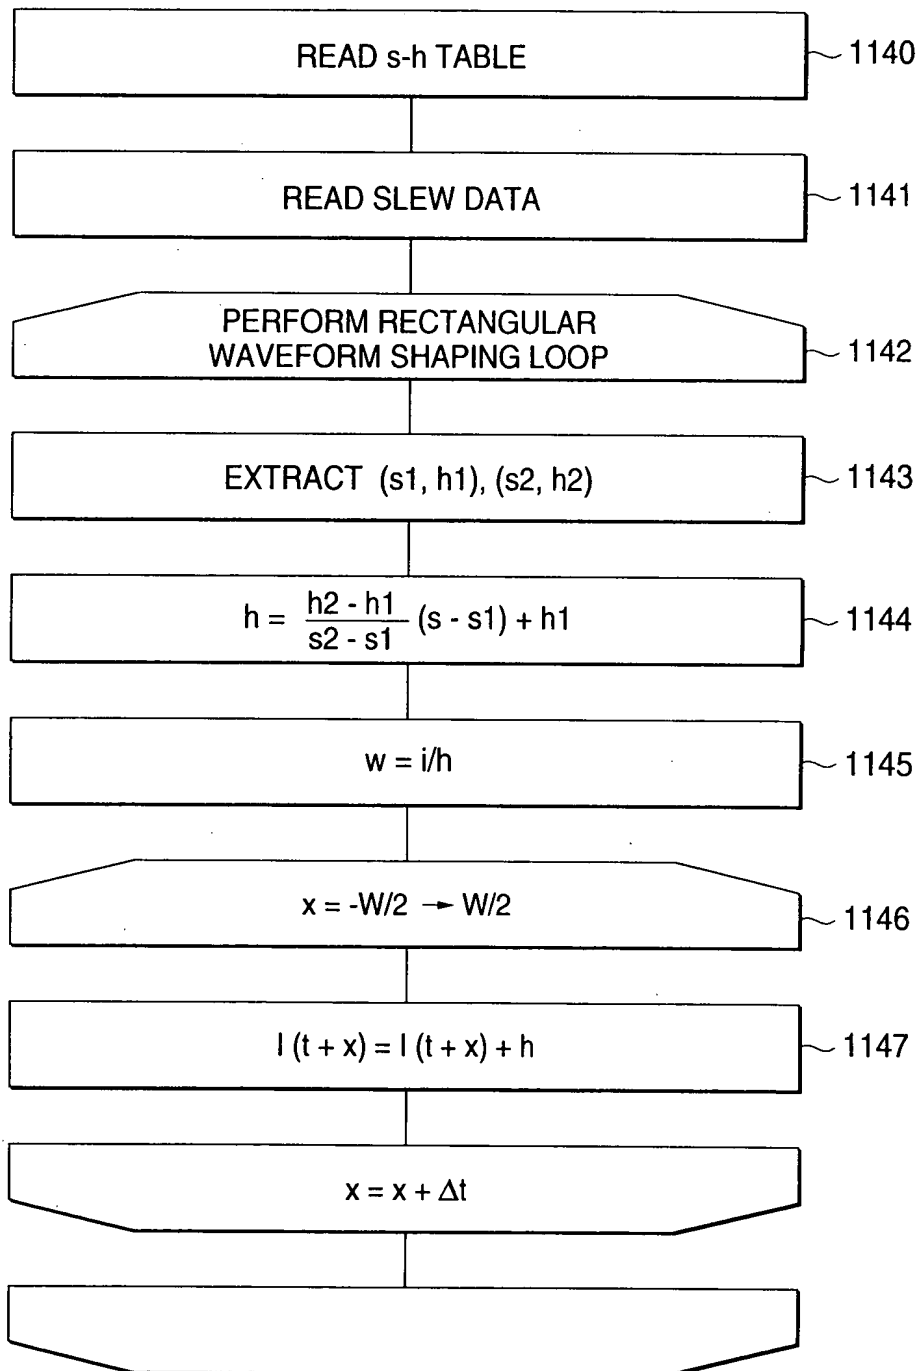 READ s-h TABLE
1140
READ SLEW DATA
1141
PERFORM RECTANGULAR
WAVEFORM SHAPING LOOP
1142
EXTRACT (s1, h1), (s2, h2)
1143
h = h2 - h1 / s2 - s1 (s - s1) + h1
1144
w = i/h
1145
x = -W/2 → W/2
1146
I (t + x) = I (t + x) + h
1147
x = x + Δt